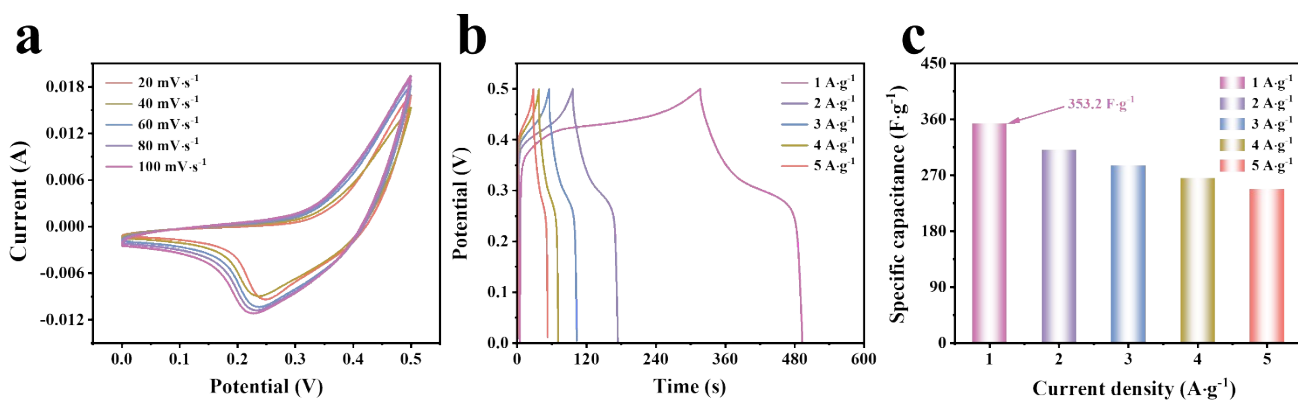 a
Current (A)
0.018
0.012
0.006
0.000
-0.006
-0.012
20 mV·s⁻¹
40 mV·s⁻¹
60 mV·s⁻¹
80 mV·s⁻¹
100 mV·s⁻¹
0.0 0.1 0.2 0.3 0.4 0.5
Potential (V)
b
Potential (V)
0.5
0.4
0.3
0.2
0.1
0.0
1 A·g⁻¹
2 A·g⁻¹
3 A·g⁻¹
4 A·g⁻¹
5 A·g⁻¹
0 120 240 360 480 600
Time (s)
c
Specific capacitance (F·g⁻¹)
450
360
270
180
90
0
353.2 F·g⁻¹
1 A·g⁻¹
2 A·g⁻¹
3 A·g⁻¹
4 A·g⁻¹
5 A·g⁻¹
1 2 3 4 5
Current density (A·g⁻¹)